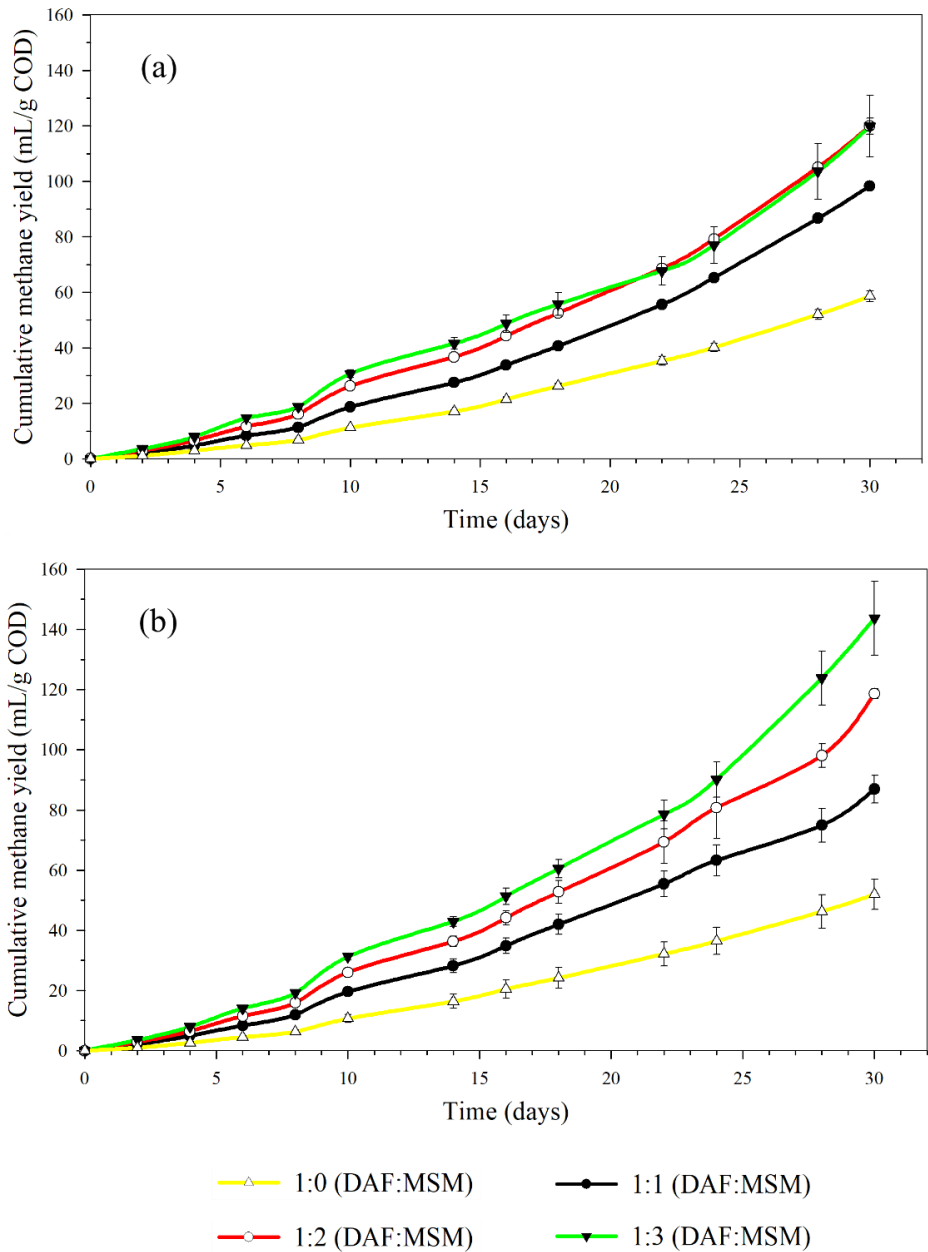 160
140
120
100
80
60
40
20
0
Cumulative methane yield (mL/g COD)
(a)
0 5 10 15 20 25 30
Time (days)
160
140
120
100
80
60
40
20
0
Cumulative methane yield (mL/g COD)
(b)
0 5 10 15 20 25 30
Time (days)
1:0 (DAF:MSM) 1:1 (DAF:MSM)
1:2 (DAF:MSM) 1:3 (DAF:MSM)